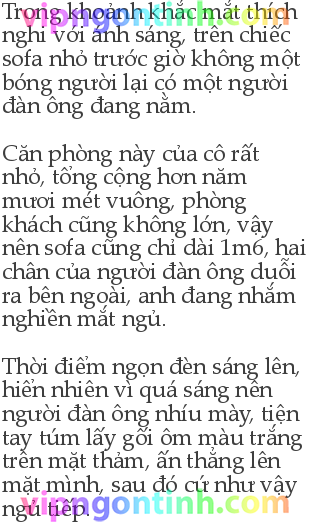 Trong khoảnh khắc mắt thích
nghi với ánh sáng, trên chiếc
sofa nhỏ trước giờ không một
bóng người lại có một người
đàn ông đang nằm.
Căn phòng này của cô rất
nhỏ, tổng cộng hơn năm
mươi mét vuông, phòng
khách cũng không lớn, vậy
nên sofa cũng chỉ dài 1m6, hai
chân của người đàn ông duỗi
ra bên ngoài, anh đang nhắm
nghiền mắt ngủ.
Thời điểm ngọn đèn sáng lên,
hiển nhiên vì quá sáng nên
người đàn ông nhíu mày, tiện
tay túm lấy gối ôm màu trắng
trên mặt thảm, ấn thẳng lên
mặt mình, sau đó cứ như vậy
ngủ tiếp.
vipngontinh.com
vipngontinh.com